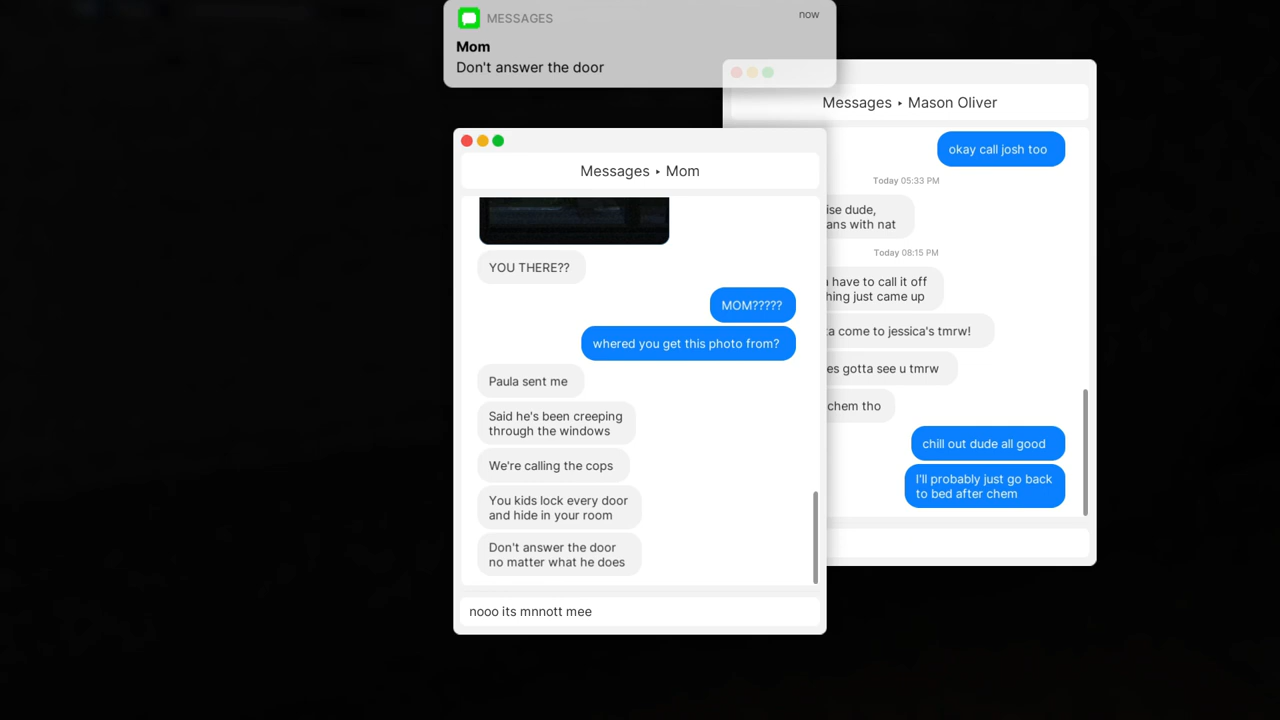 MESSAGES
now
Mom
Don't answer the door
Messages ‣ Mason Oliver
okay call josh too
Today 05:33 PM
ise dude,
ans with nat
Today 08:15 PM
have to call it off
hing just came up
a come to jessica's tmrw!
es gotta see u tmrw
chem tho
chill out dude all good
I'll probably just go back
to bed after chem
Messages ‣ Mom
YOU THERE??
MOM?????
whered you get this photo from?
Paula sent me
Said he's been creeping
through the windows
We're calling the cops
You kids lock every door
and hide in your room
Don't answer the door
no matter what he does
nooo its mnnott mee